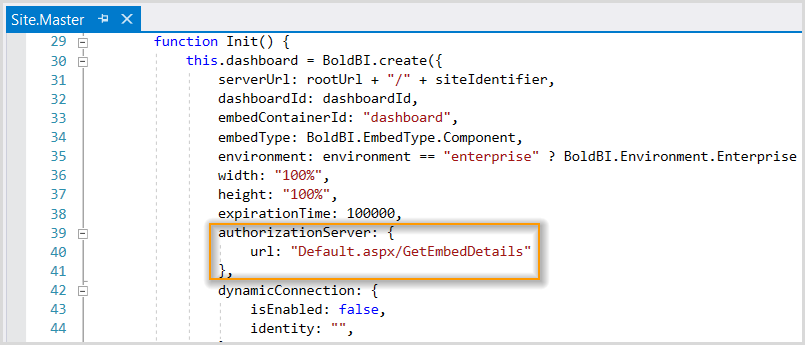 Site.Master
29 function Init() {
30 this.dashboard = BoldBI.create({
31 serverUrl: rootUrl + "/" + siteIdentifier,
32 dashboardId: dashboardId,
33 embedContainerId: "dashboard",
34 embedType: BoldBI.EmbedType.Component,
35 environment: environment == "enterprise" ? BoldBI.Environment.Enterprise
36 width: "100%",
37 height: "100%",
38 expirationTime: 100000,
39 authorizationServer: {
40 url: "Default.aspx/GetEmbedDetails"
41 },
42 dynamicConnection: {
43 isEnabled: false,
44 identity: "",